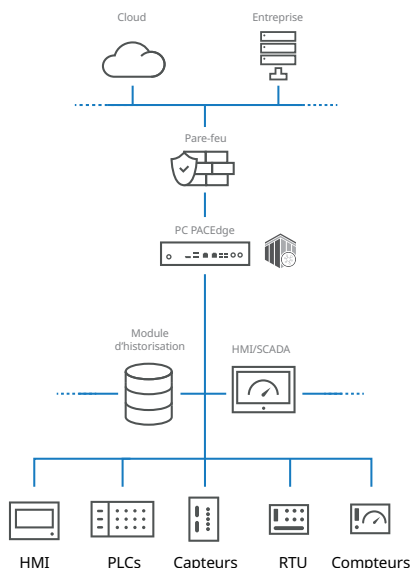 Cloud
Entreprise
Pare-feu
PC PACEdge
Module
d'historisation
HMI/SCADA
HMI
PLCs
Capteurs
RTU
Compteurs